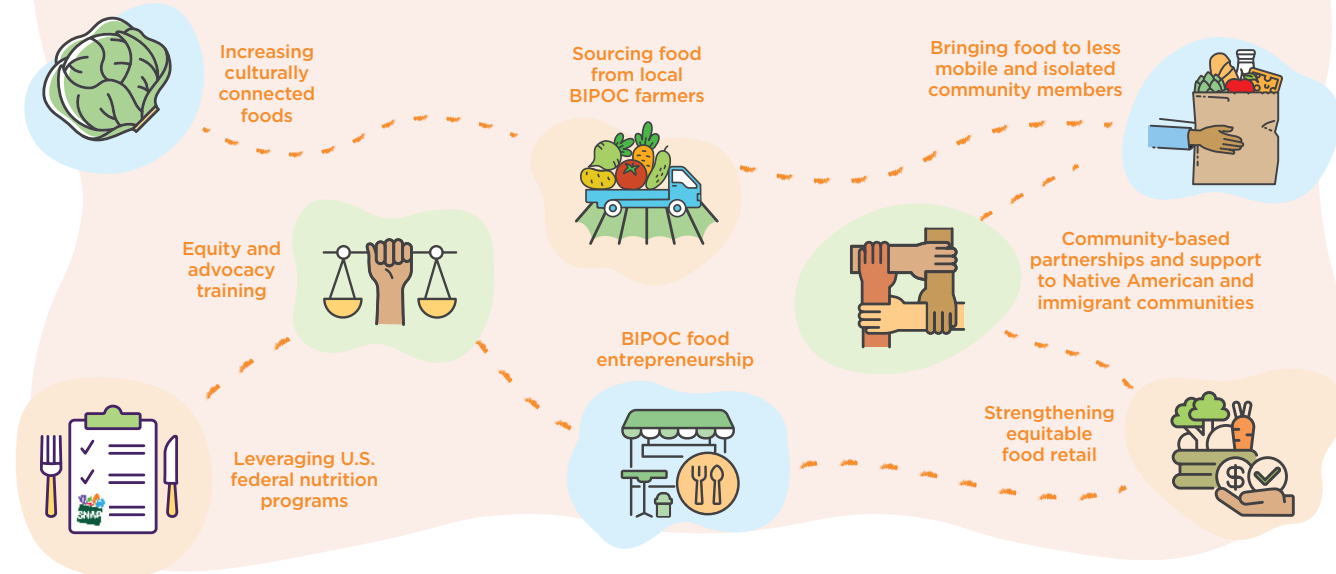 Increasing
culturally
connected
foods
Sourcing food
from local
BIPOC farmers
Bringing food to less
mobile and isolated
community members
Equity and
advocacy
training
Community-based
partnerships and support
to Native American and
immigrant communities
BIPOC food
entrepreneurship
Strengthening
equitable
food retail
$
Leveraging U.S.
federal nutrition
programs
SNAP